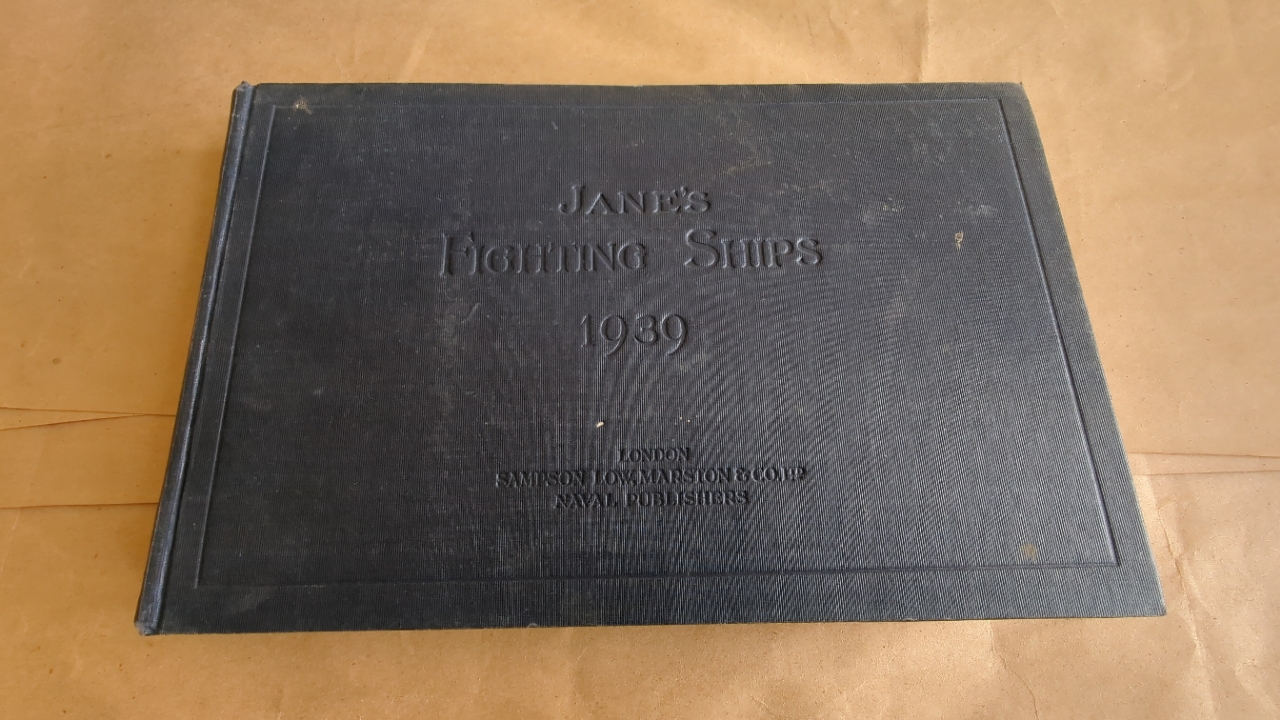 JANE'S
FIGHTING SHIPS
1939
LONDON
SAMPSON LOW, MARSTON & CO., LTD
NAVAL PUBLISHERS